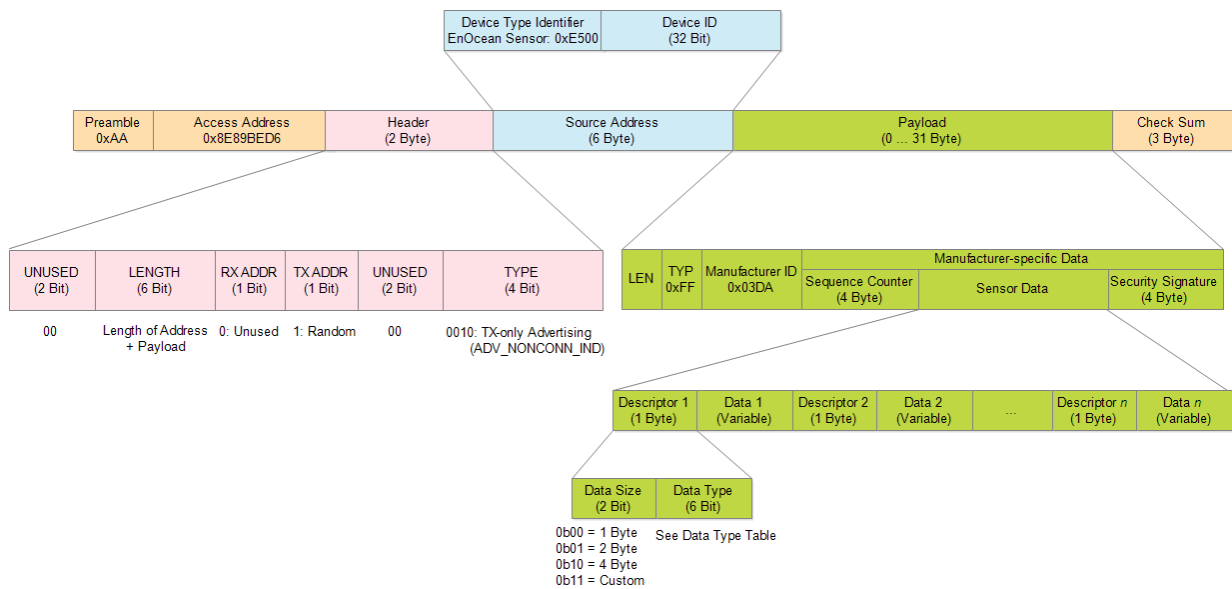 Device Type Identifier
EnOcean Sensor: 0xE500
Device ID
(32 Bit)
Preamble
0xAA
Access Address
0x8E89BED6
Header
(2 Byte)
Source Address
(6 Byte)
Payload
(0 ... 31 Byte)
Check Sum
(3 Byte)
UNUSED
(2 Bit)
LENGTH
(6 Bit)
RX ADDR
(1 Bit)
TX ADDR
(1 Bit)
UNUSED
(2 Bit)
TYPE
(4 Bit)
00
Length of Address
+ Payload
0: Unused
1: Random
00
0010: TX-only Advertising
(ADV_NONCONN_IND)
LEN
TYP
0xFF
Manufacturer ID
0x03DA
Manufacturer-specific Data
Sequence Counter
(4 Byte)
Sensor Data
Security Signature
(4 Byte)
Descriptor 1
(1 Byte)
Data 1
(Variable)
Descriptor 2
(1 Byte)
Data 2
(Variable)
...
Descriptor n
(1 Byte)
Data n
(Variable)
Data Size
(2 Bit)
Data Type
(6 Bit)
0b00 = 1 Byte
0b01 = 2 Byte
0b10 = 4 Byte
0b11 = Custom
See Data Type Table